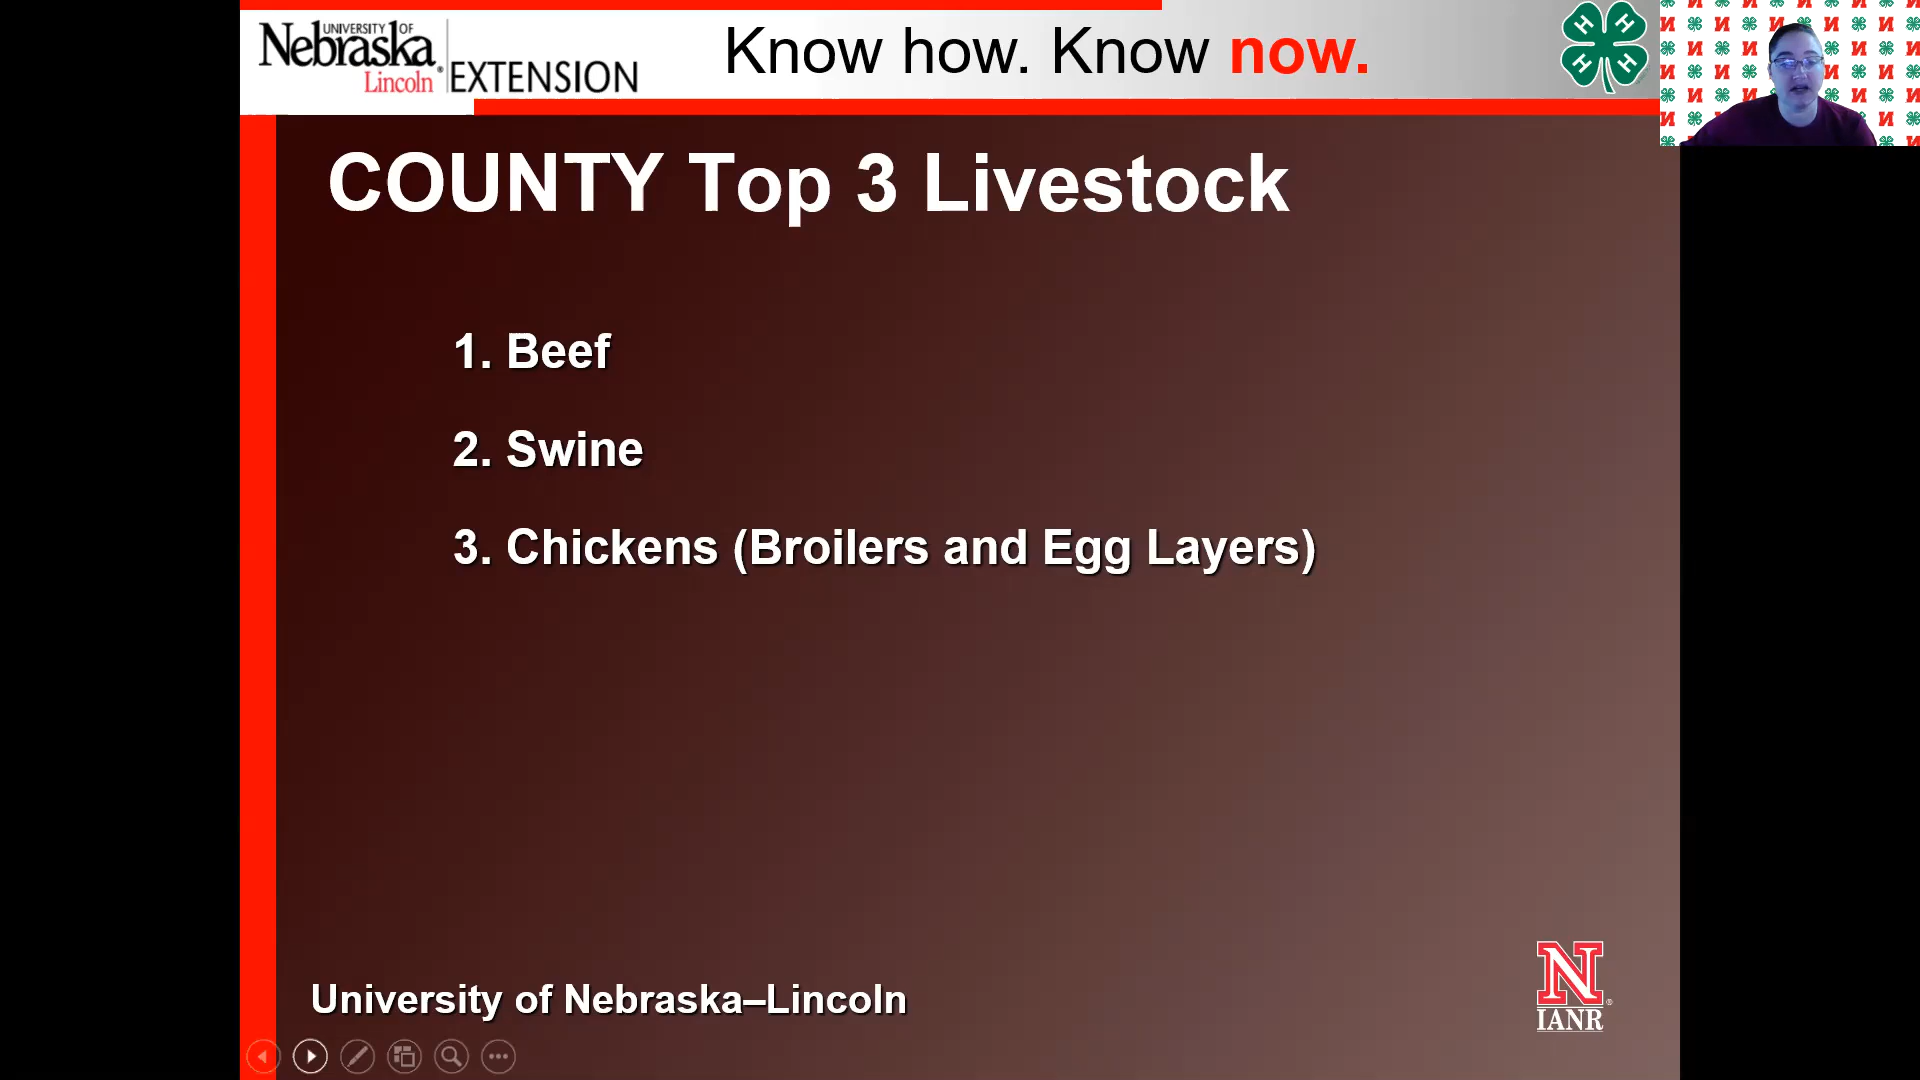 UNIVERSITY OF
Nebraska
Lincoln
EXTENSION
Know how. Know now.
H H H H
COUNTY Top 3 Livestock
1. Beef
2. Swine
3. Chickens (Broilers and Egg Layers)
University of Nebraska–Lincoln
N
IANR